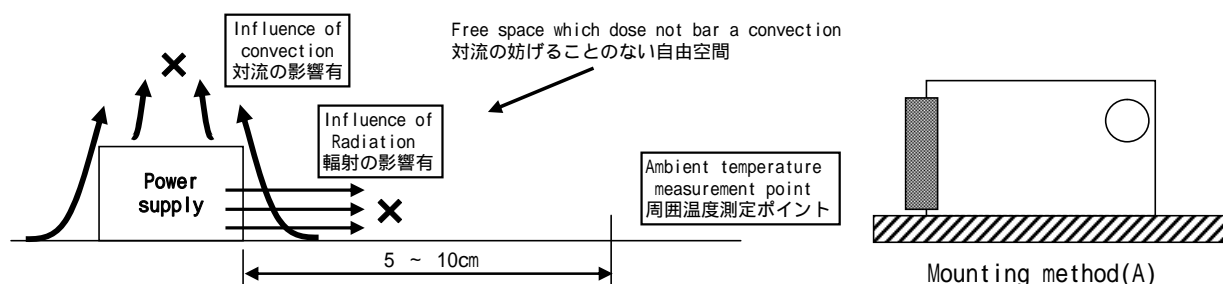 Influence of
convection
対流の影響有
Free space which dose not bar a convection
対流の妨げることのない自由空間
Influence of
Radiation
輻射の影響有
Power
supply
Ambient temperature
measurement point
周囲温度測定ポイント
5 ~ 10cm
Mounting method(A)